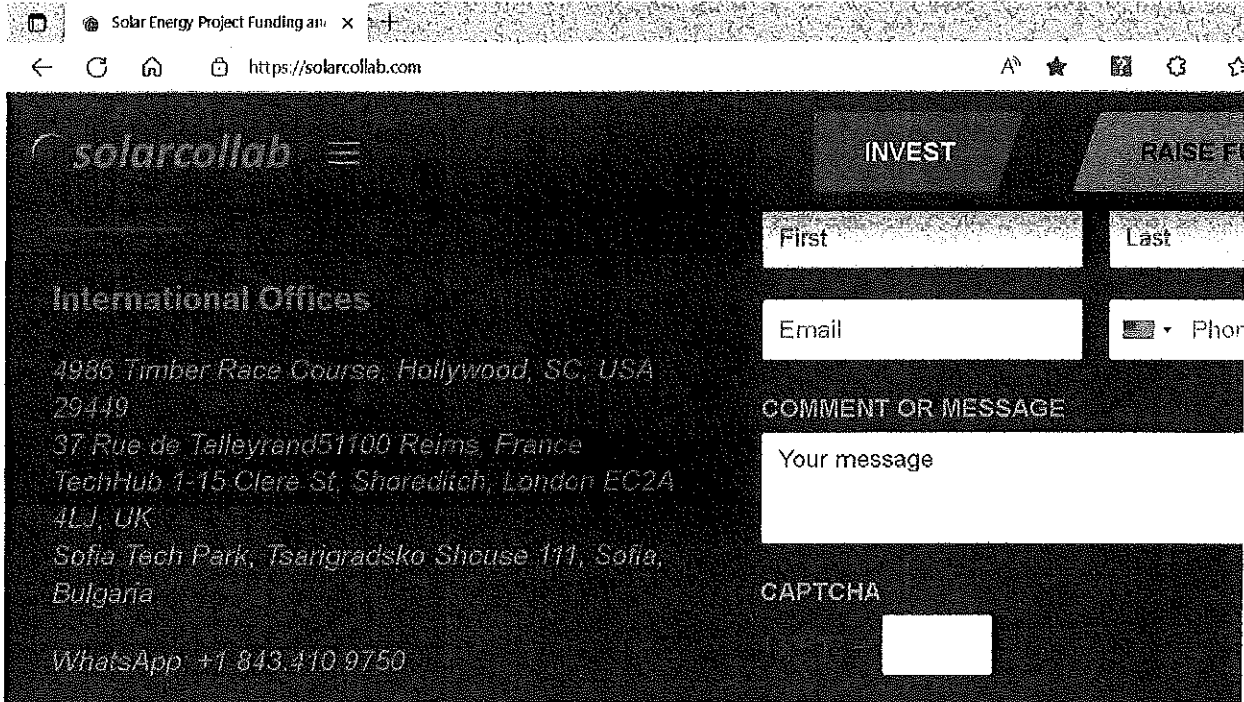 Solar Energy Project Funding an
https://solarcollab.com
solarcollab
INVEST
RAISE FU
First
Last
International Offices
Email
Phon
4986 Timber Race Course, Hollywood, SC, USA
29449
COMMENT OR MESSAGE
37 Rue de Talleyrand51100 Reims, France
Your message
TechHub 1-15 Clere St, Shoreditch, London EC2A
4LJ, UK
Sofia Tech Park, Tsarigradsko Shouse 111, Sofia,
Bulgaria
CAPTCHA
WhatsApp: +1 843.410.9750